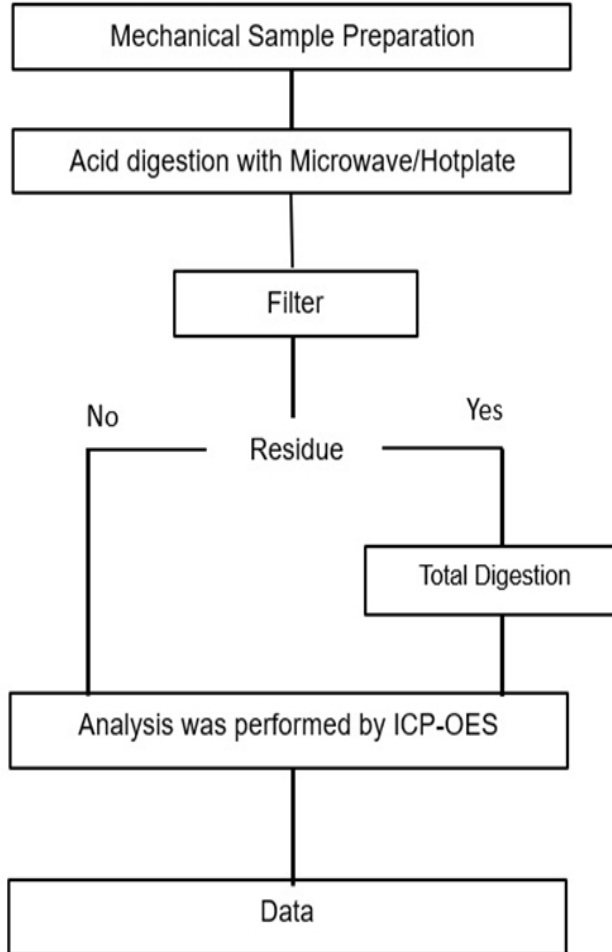 Mechanical Sample Preparation
Acid digestion with Microwave/Hotplate
Filter
No
Yes
Residue
Total Digestion
Analysis was performed by ICP-OES
Data